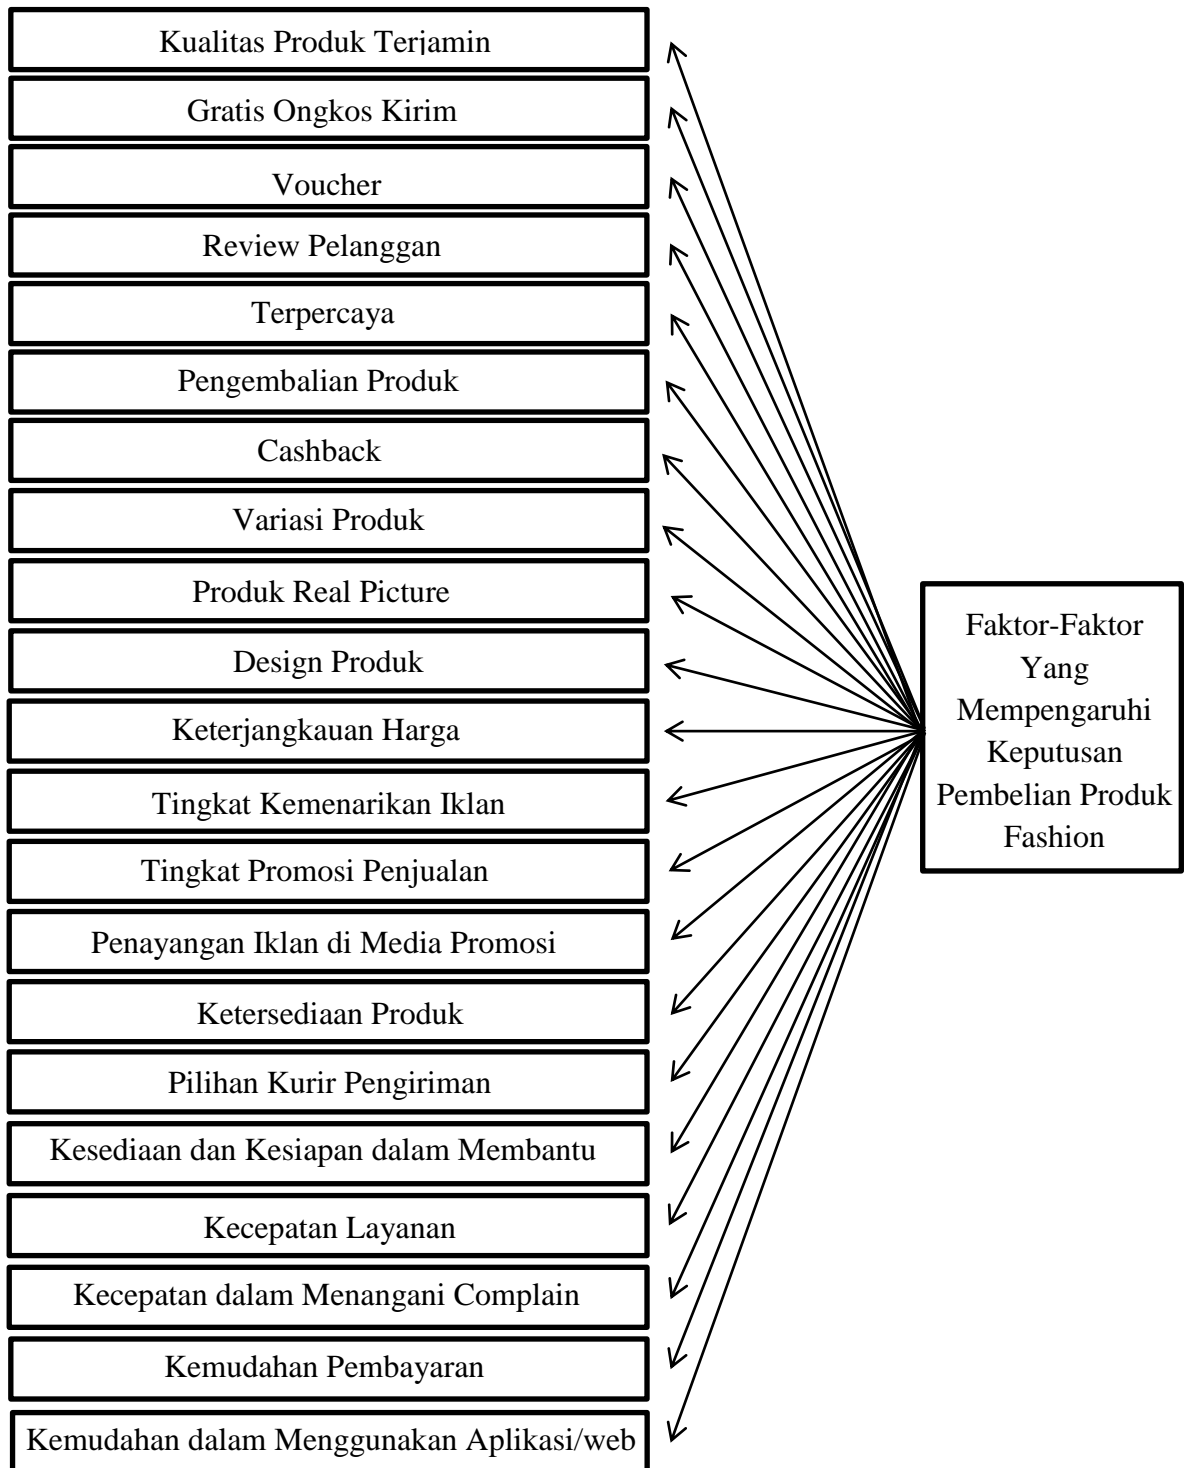 Kualitas Produk Terjamin
Gratis Ongkos Kirim
Voucher
Review Pelanggan
Terpercaya
Pengembalian Produk
Cashback
Variasi Produk
Produk Real Picture
Design Produk
Keterjangkauan Harga
Tingkat Kemenarikan Iklan
Tingkat Promosi Penjualan
Penayangan Iklan di Media Promosi
Ketersediaan Produk
Pilihan Kurir Pengiriman
Kesediaan dan Kesiapan dalam Membantu
Kecepatan Layanan
Kecepatan dalam Menangani Complain
Kemudahan Pembayaran
Kemudahan dalam Menggunakan Aplikasi/web
Faktor-Faktor
Yang
Mempengaruhi
Keputusan
Pembelian Produk
Fashion